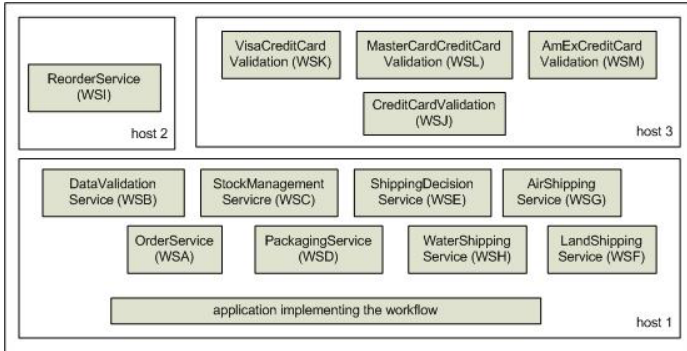 ReorderService
(WSI)
host 2
VisaCreditCard
Validation (WSK)
MasterCardCreditCard
Validation (WSL)
AmExCreditCard
Validation (WSM)
CreditCardValidation
(WSJ)
host 3
DataValidation
Service (WSB)
StockManagement
Servicre (WSC)
ShippingDecision
Service (WSE)
AirShipping
Service (WSG)
OrderService
(WSA)
PackagingService
(WSD)
WaterShipping
Service (WSH)
LandShipping
Service (WSF)
application implementing the workflow
host 1